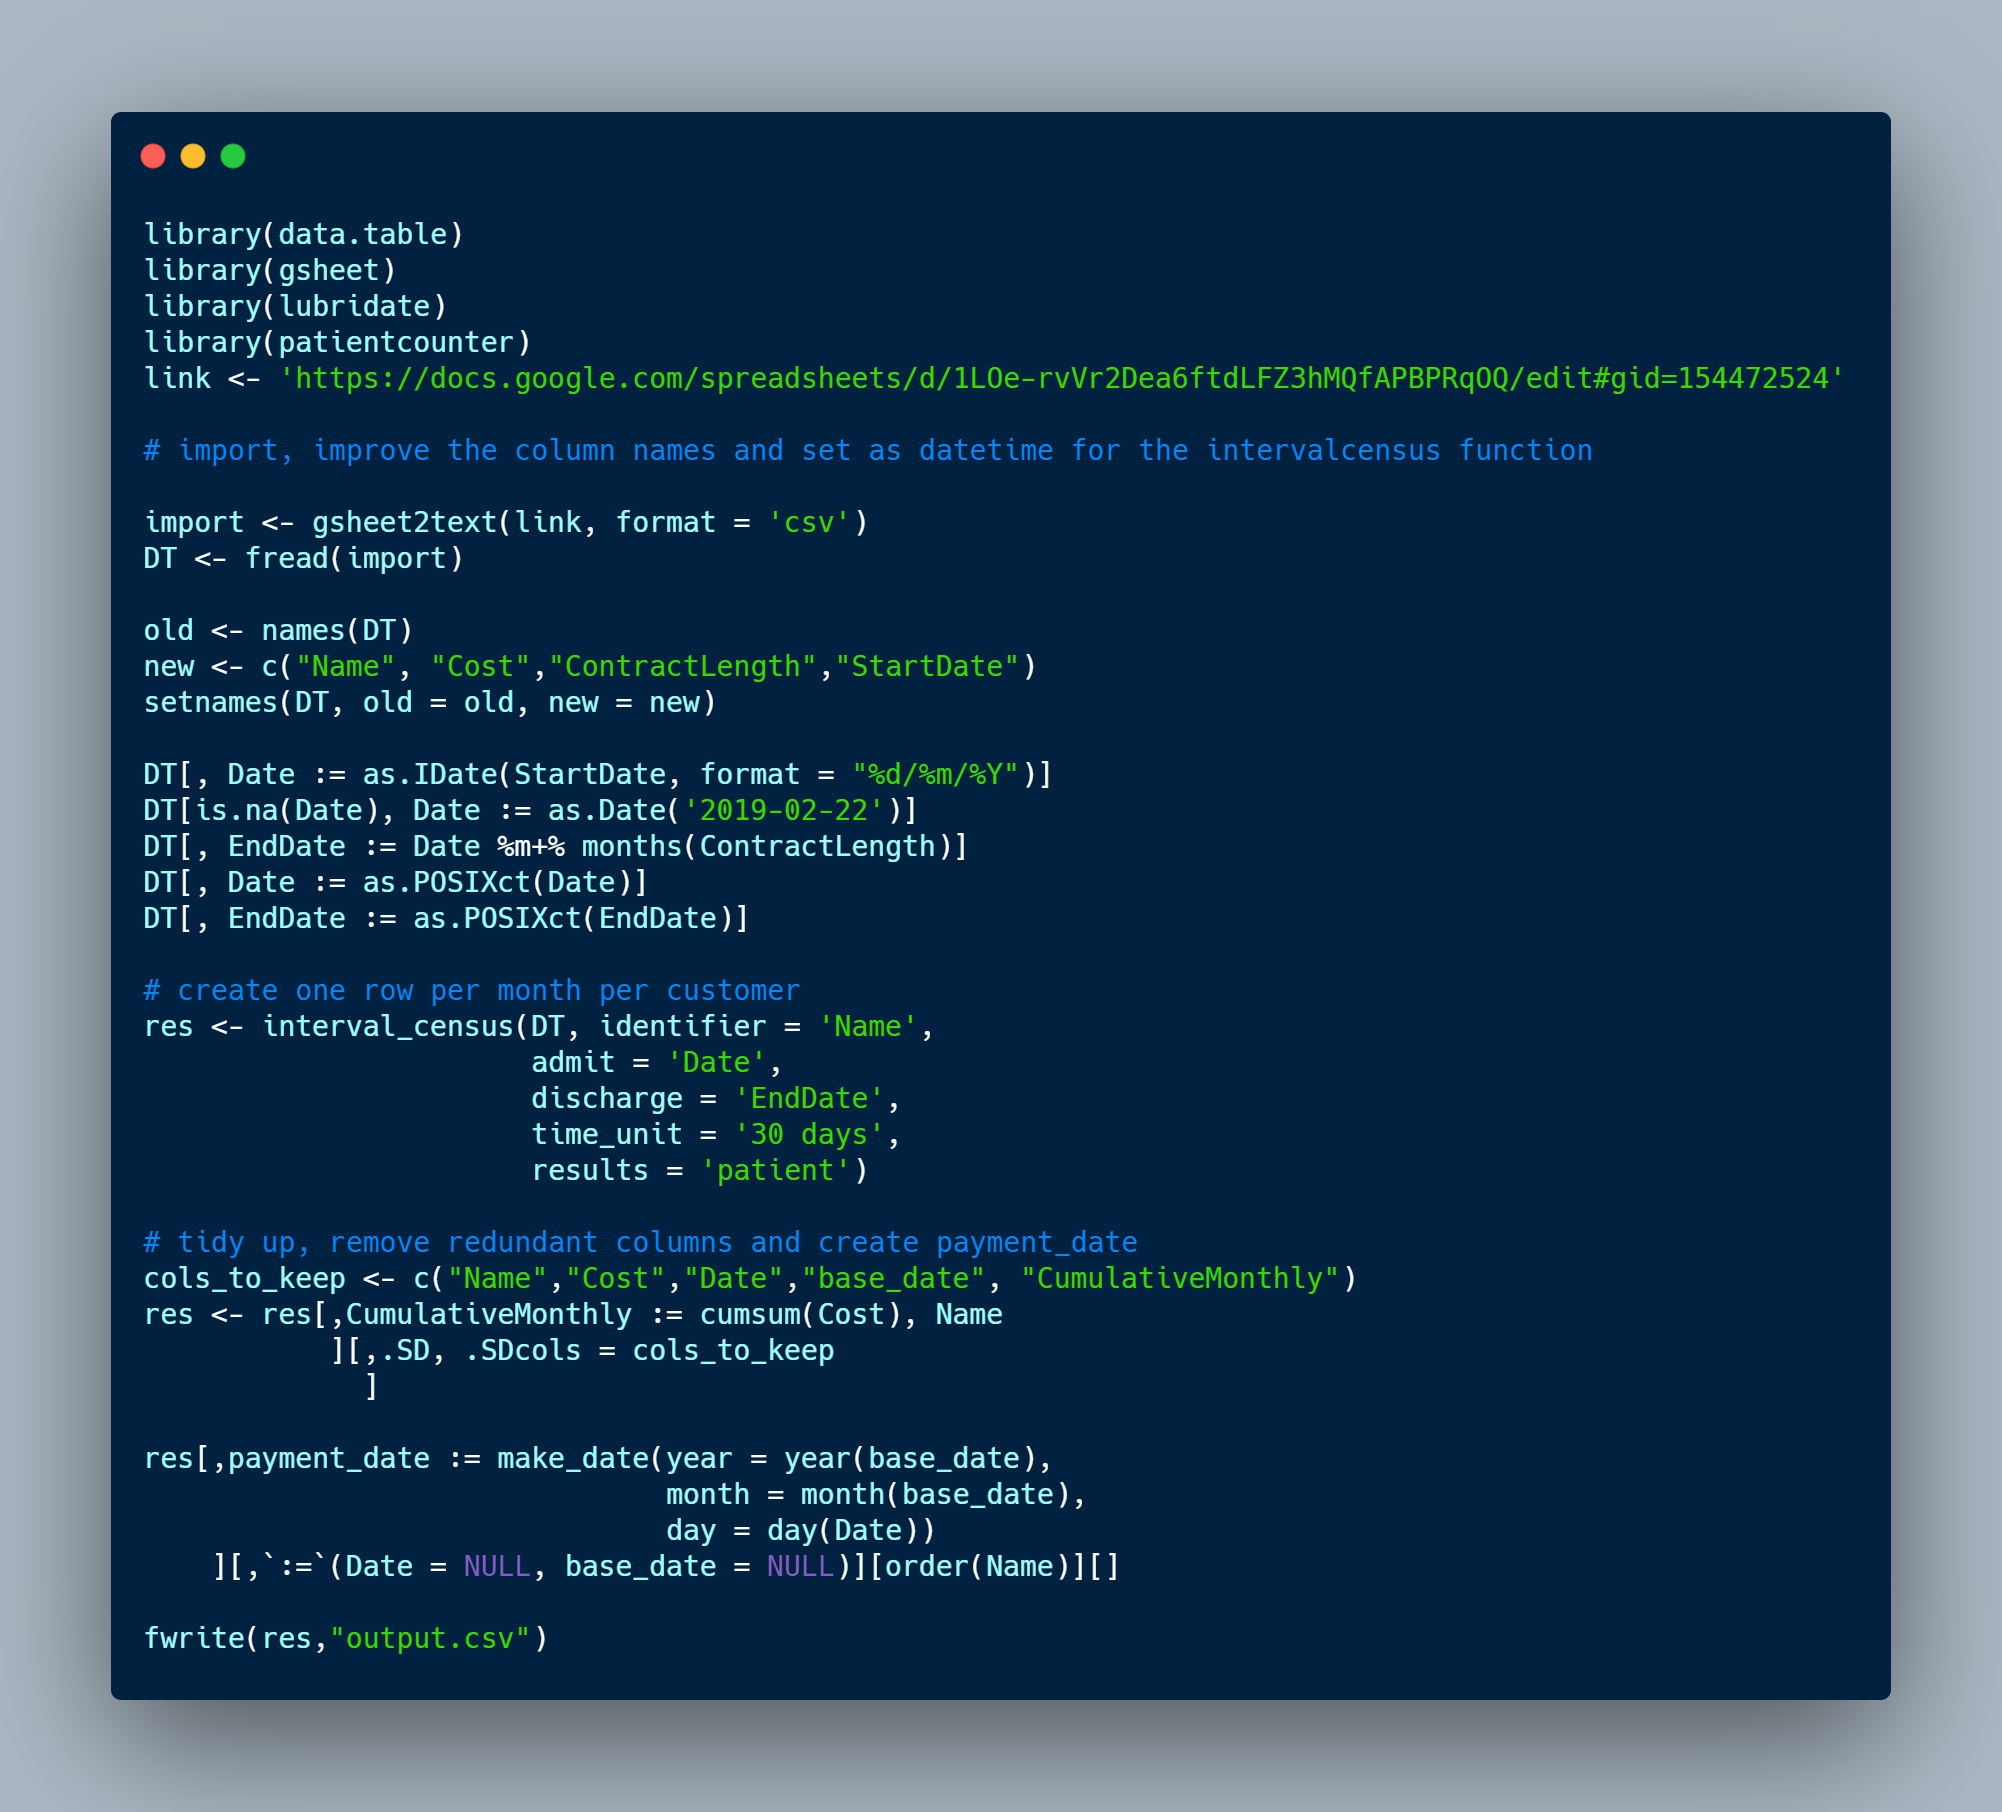 library(data.table)
library(gsheet)
library(lubridate)
library(patientcounter)
link <- 'https://docs.google.com/spreadsheets/d/1LOe-rvVr2Dea6ftdLFZ3hMQfAPBPRqOQ/edit#gid=154472524'

# import, improve the column names and set as datetime for the intervalcensus function

import <- gsheet2text(link, format = 'csv')
DT <- fread(import)

old <- names(DT)
new <- c("Name", "Cost","ContractLength","StartDate")
setnames(DT, old = old, new = new)

DT[, Date := as.IDate(StartDate, format = "%d/%m/%Y")]
DT[is.na(Date), Date := as.Date('2019-02-22')]
DT[, EndDate := Date %m+% months(ContractLength)]
DT[, Date := as.POSIXct(Date)]
DT[, EndDate := as.POSIXct(EndDate)]

# create one row per month per customer
res <- interval_census(DT, identifier = 'Name',
                       admit = 'Date',
                       discharge = 'EndDate',
                       time_unit = '30 days',
                       results = 'patient')

# tidy up, remove redundant columns and create payment_date
cols_to_keep <- c("Name","Cost","Date","base_date", "CumulativeMonthly")
res <- res[,CumulativeMonthly := cumsum(Cost), Name
           ][,.SD, .SDcols = cols_to_keep
             ]

res[,payment_date := make_date(year = year(base_date),
                               month = month(base_date),
                               day = day(Date))
    ][,`:=`(Date = NULL, base_date = NULL)][order(Name)][]

fwrite(res,"output.csv")